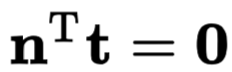 𝐧ᵀ𝐭 = 𝟎